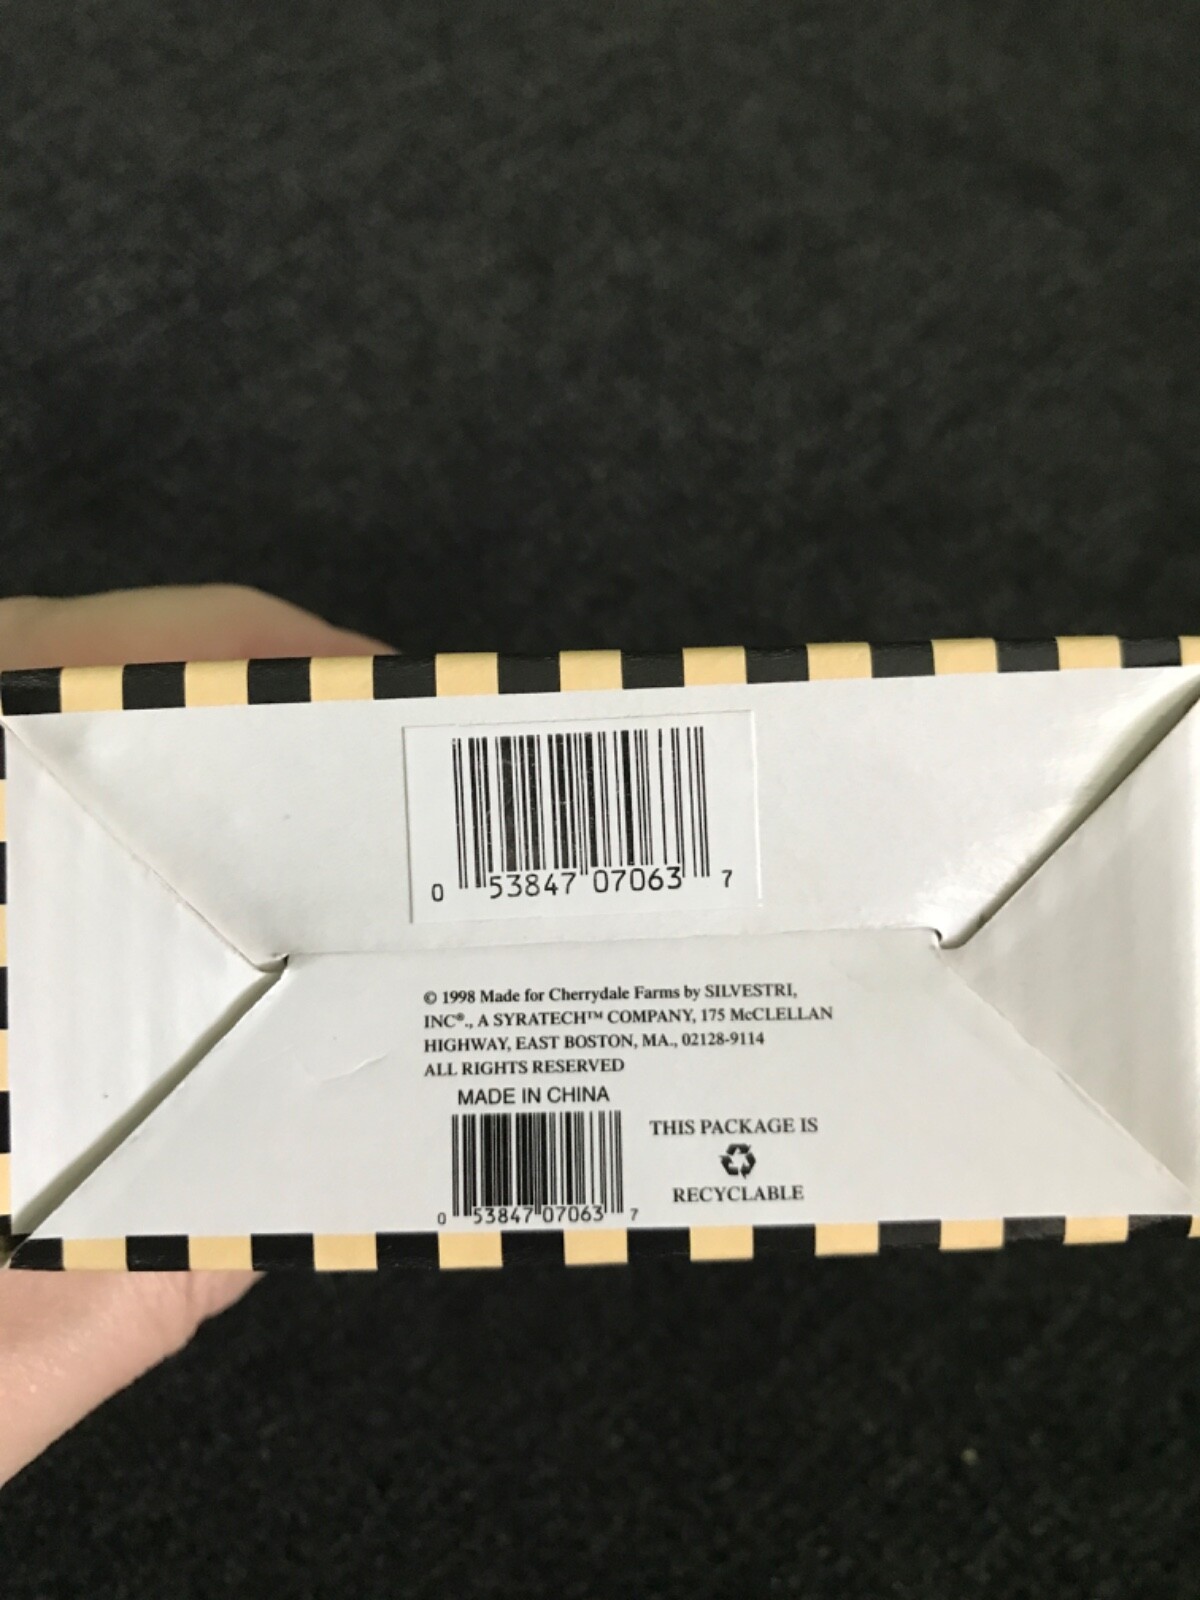 0 53847 07063 7
© 1998 Made for Cherrydale Farms by SILVESTRI,
INC®., A SYRATECH™ COMPANY, 175 McCLELLAN
HIGHWAY, EAST BOSTON, MA., 02128-9114
ALL RIGHTS RESERVED
MADE IN CHINA
0 53847 07063 7
THIS PACKAGE IS
RECYCLABLE